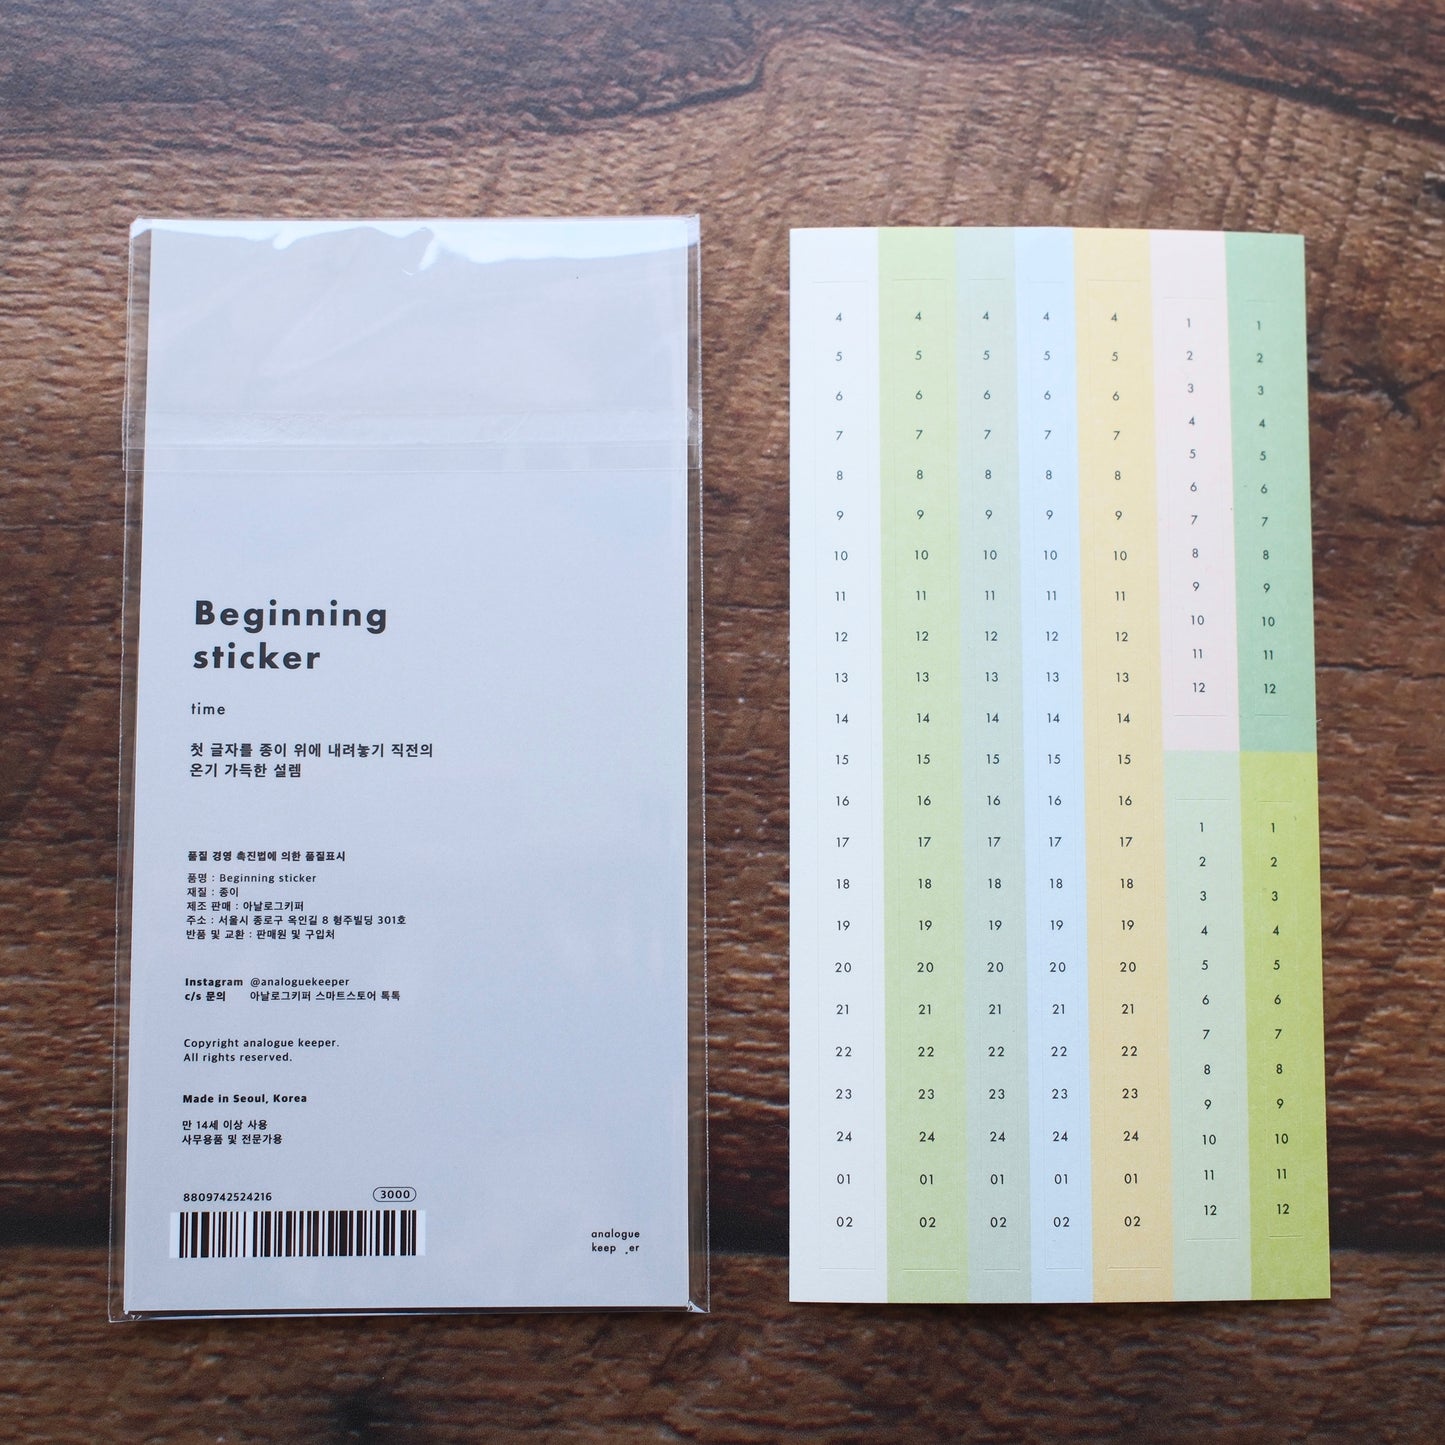 Beginning
sticker
time
첫 글자를 종이 위에 내려놓기 직전의
온기 가득한 설렘
품질 경영 촉진법에 의한 품질표시
품명 : Beginning sticker
재질 : 종이
제조 판매 : 아날로그키퍼
주소 : 서울시 종로구 옥인길 8 형주빌딩 301호
반품 및 교환 : 판매원 및 구입처
Instagram @analoguekeeper
c/s 문의 아날로그키퍼 스마트스토어 톡톡
Copyright analogue keeper.
All rights reserved.
Made in Seoul, Korea
만 14세 이상 사용
사무용품 및 전문가용
8809742524216 3000
analogue
keep er
4 4 4 4 4 1 1
5 5 5 5 5 2 2
6 6 6 6 6 3 3
7 7 7 7 7 4 4
8 8 8 8 8 5 5
9 9 9 9 9 6 6
10 10 10 10 10 7 7
11 11 11 11 11 8 8
12 12 12 12 12 9 9
13 13 13 13 13 10 10
14 14 14 14 14 11 11
15 15 15 15 15 12 12
16 16 16 16 16 1 1
17 17 17 17 17 2 2
18 18 18 18 18 3 3
19 19 19 19 19 4 4
20 20 20 20 20 5 5
21 21 21 21 21 6 6
22 22 22 22 22 7 7
23 23 23 23 23 8 8
24 24 24 24 24 9 9
01 01 01 01 01 10 10
02 02 02 02 02 11 11
12 12